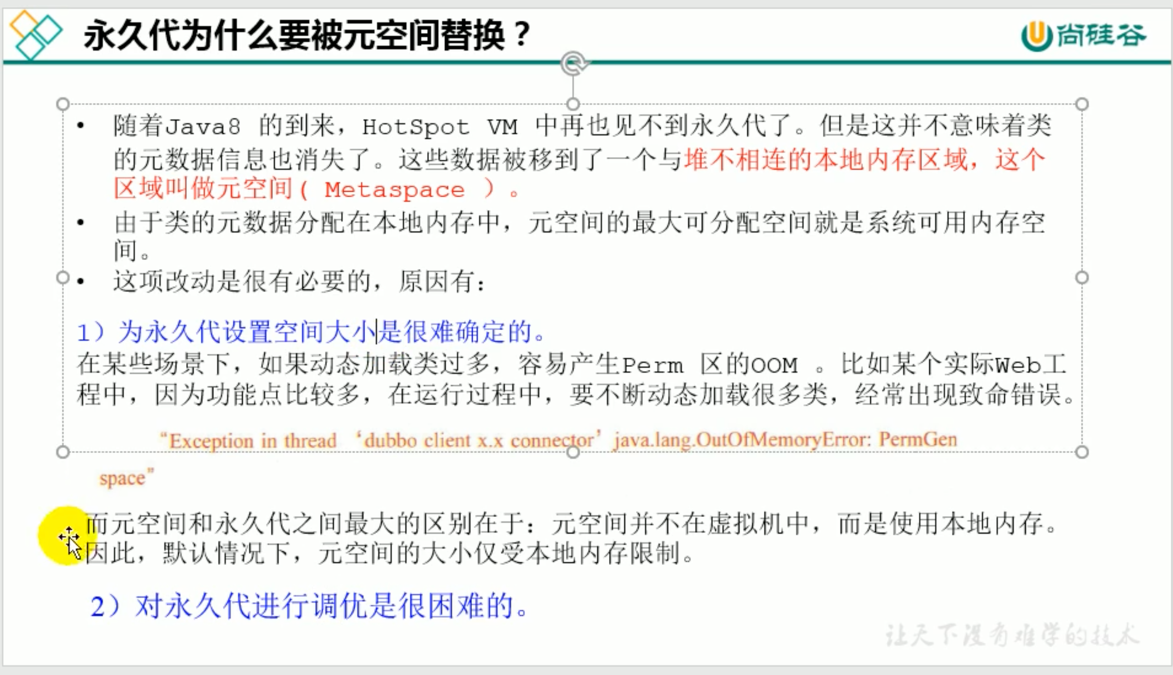 永久代为什么要被元空间替换？
尚硅谷
• 随着Java8 的到来，HotSpot VM 中再也见不到永久代了。但是这并不意味着类
的元数据信息也消失了。这些数据被移到了一个与堆不相连的本地内存区域，这个
区域叫做元空间( Metaspace ）。
• 由于类的元数据分配在本地内存中，元空间的最大可分配空间就是系统可用内存空
间。
• 这项改动是很有必要的，原因有：
1）为永久代设置空间大小是很难确定的。
在某些场景下，如果动态加载类过多，容易产生Perm 区的OOM 。比如某个实际Web工
程中，因为功能点比较多，在运行过程中，要不断动态加载很多类，经常出现致命错误。
“Exception in thread ‘dubbo client x.x connector’ java.lang.OutOfMemoryError: PermGen
space”
而元空间和永久代之间最大的区别在于：元空间并不在虚拟机中，而是使用本地内存。
因此，默认情况下，元空间的大小仅受本地内存限制。
2）对永久代进行调优是很困难的。
让天下没有难学的技术